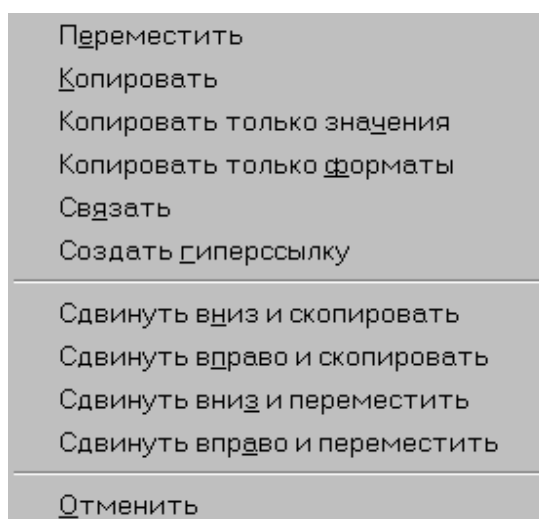 Переместить
Копировать
Копировать только значения
Копировать только форматы
Связать
Создать гиперссылку
Сдвинуть вниз и скопировать
Сдвинуть вправо и скопировать
Сдвинуть вниз и переместить
Сдвинуть вправо и переместить
Отменить